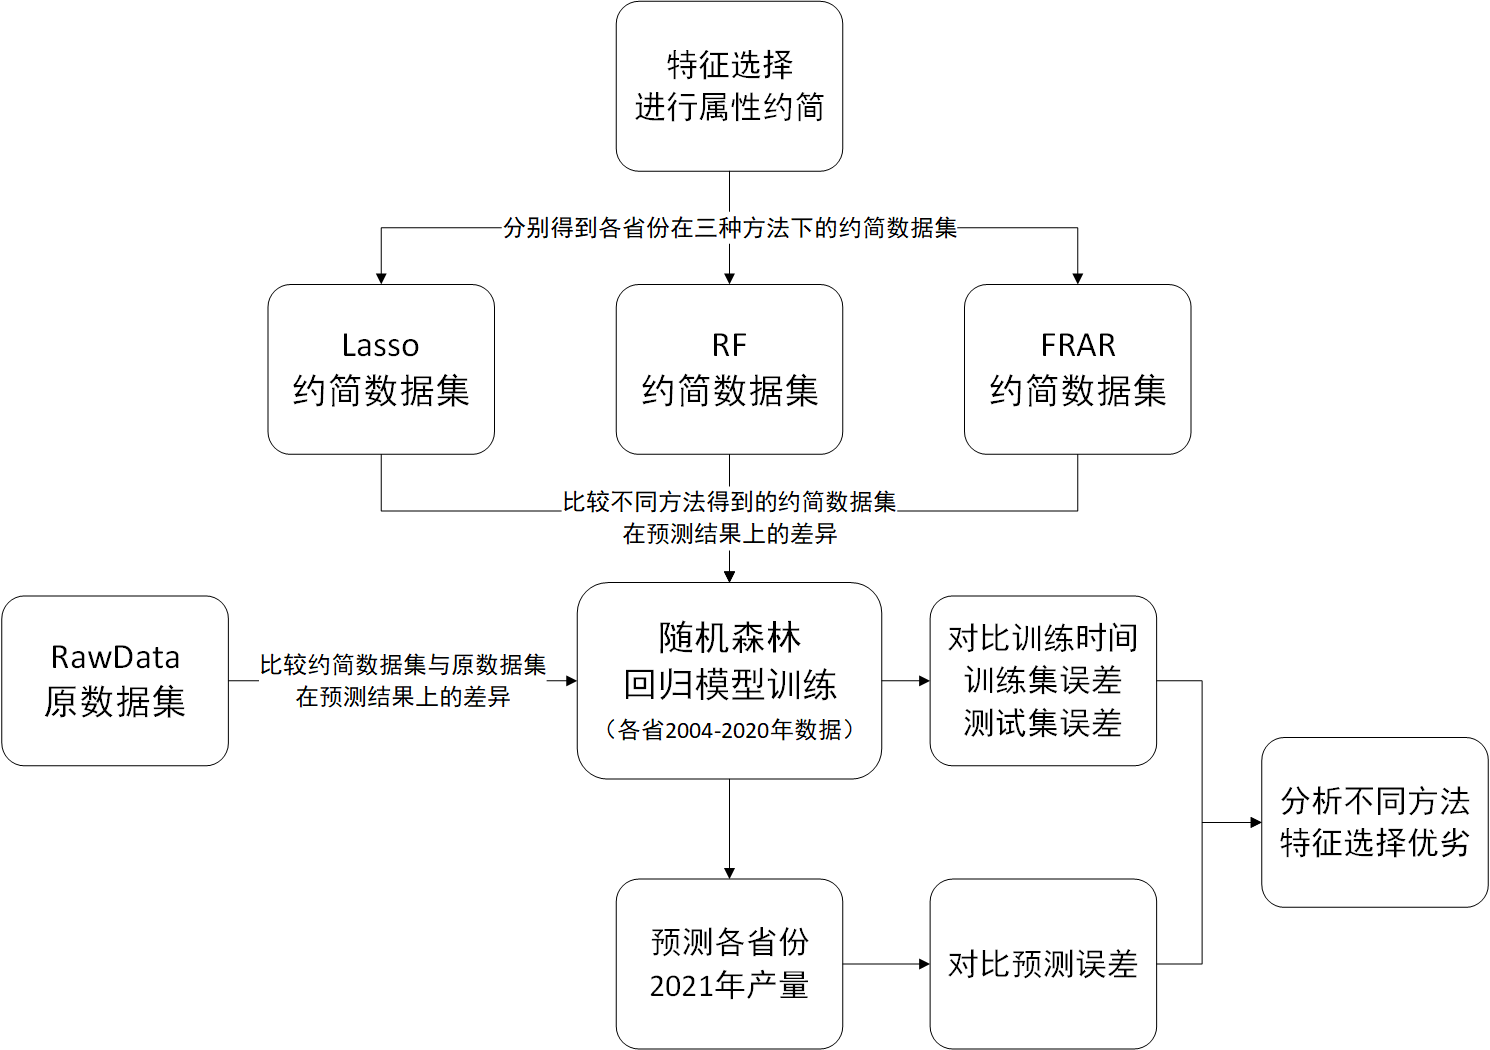 特征选择
进行属性约简
分别得到各省份在三种方法下的约简数据集
Lasso
约简数据集
RF
约简数据集
FRAR
约简数据集
比较不同方法得到的约简数据集
在预测结果上的差异
RawData
原数据集
比较约简数据集与原数据集
在预测结果上的差异
随机森林
回归模型训练
（各省2004-2020年数据）
对比训练时间
训练集误差
测试集误差
分析不同方法
特征选择优劣
预测各省份
2021年产量
对比预测误差